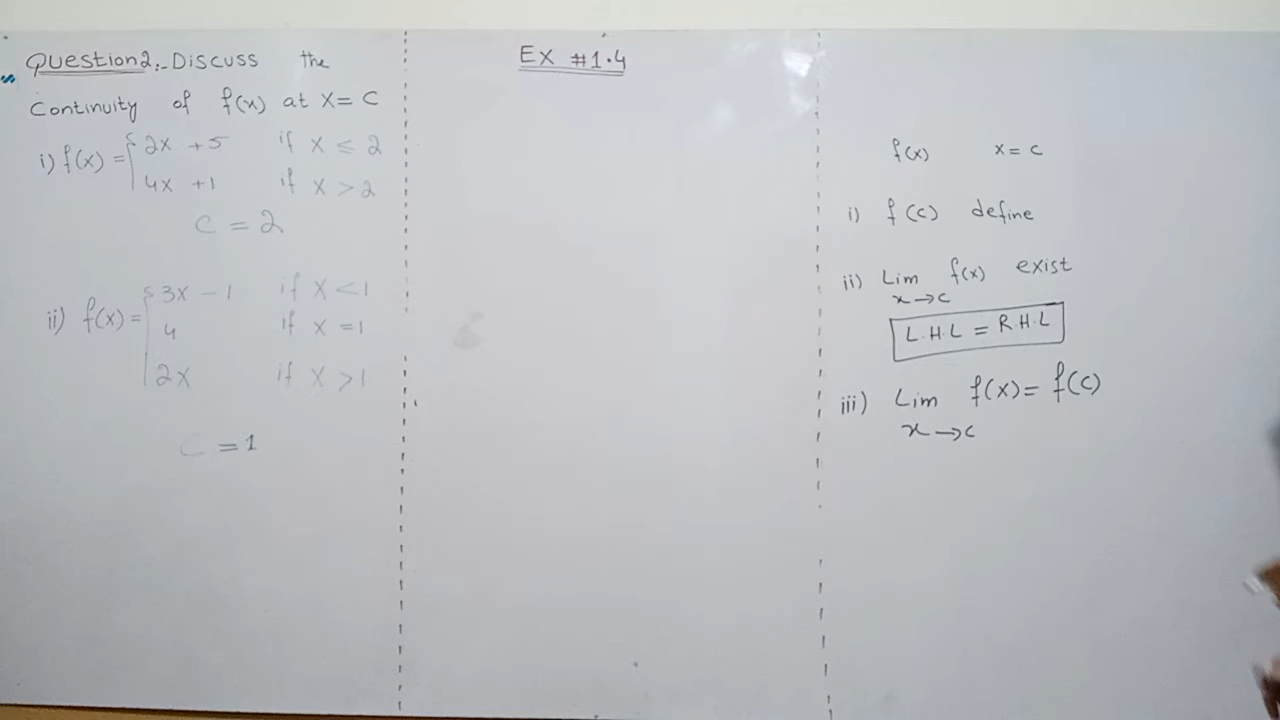 Question2:- Discuss the
Continuity of f(x) at x = c
i) f(x) = { 2x + 5 if x ≤ 2
4x + 1 if x > 2
C = 2
ii) f(x) = { 3x - 1 if x < 1
4 if x = 1
2x if x > 1
C = 1
EX #1.4
f(x) x = c
i) f(c) define
ii) Lim f(x) exist
x→c
L.H.L = R.H.L
iii) Lim f(x) = f(c)
x→c